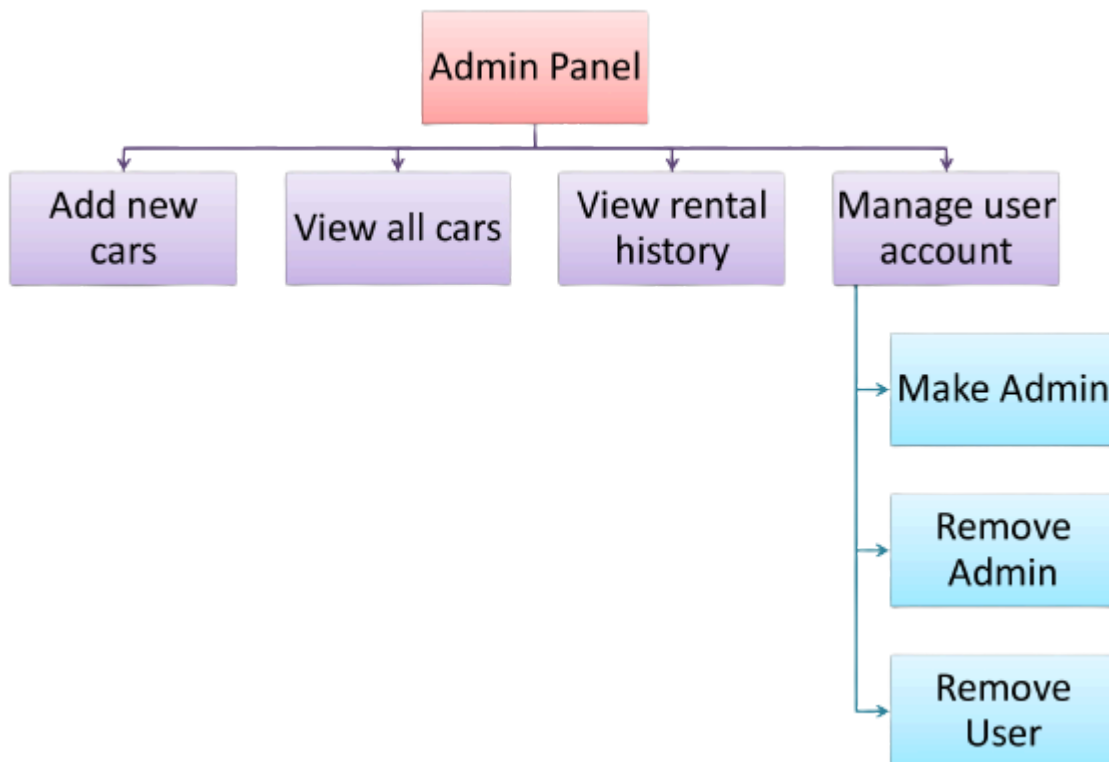 Admin Panel
Add new
cars
View all cars
View rental
history
Manage user
account
Make Admin
Remove
Admin
Remove
User